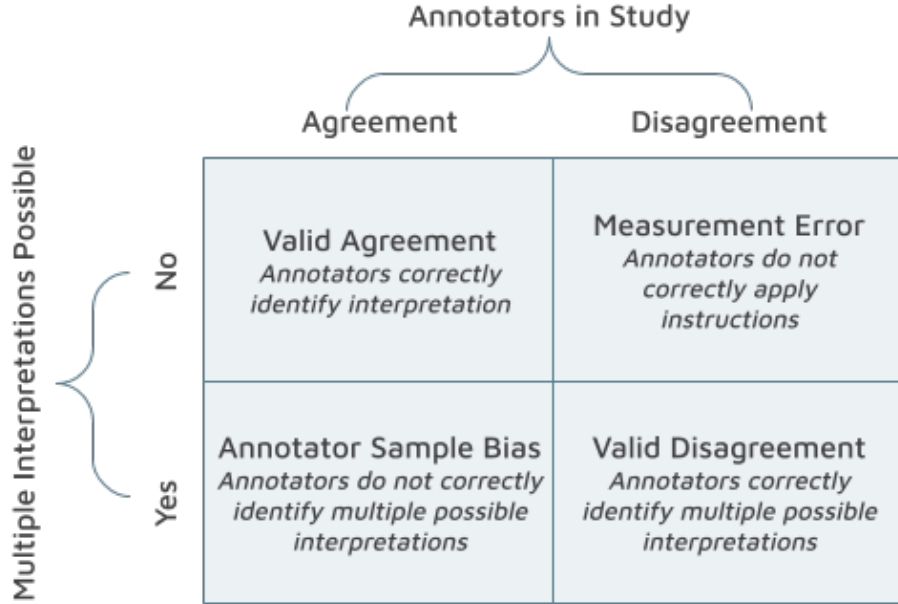 Annotators in Study
Agreement
Disagreement
Multiple Interpretations Possible
No
Valid Agreement
Annotators correctly
identify interpretation
Measurement Error
Annotators do not
correctly apply
instructions
Yes
Annotator Sample Bias
Annotators do not correctly
identify multiple possible
interpretations
Valid Disagreement
Annotators correctly
identify multiple possible
interpretations